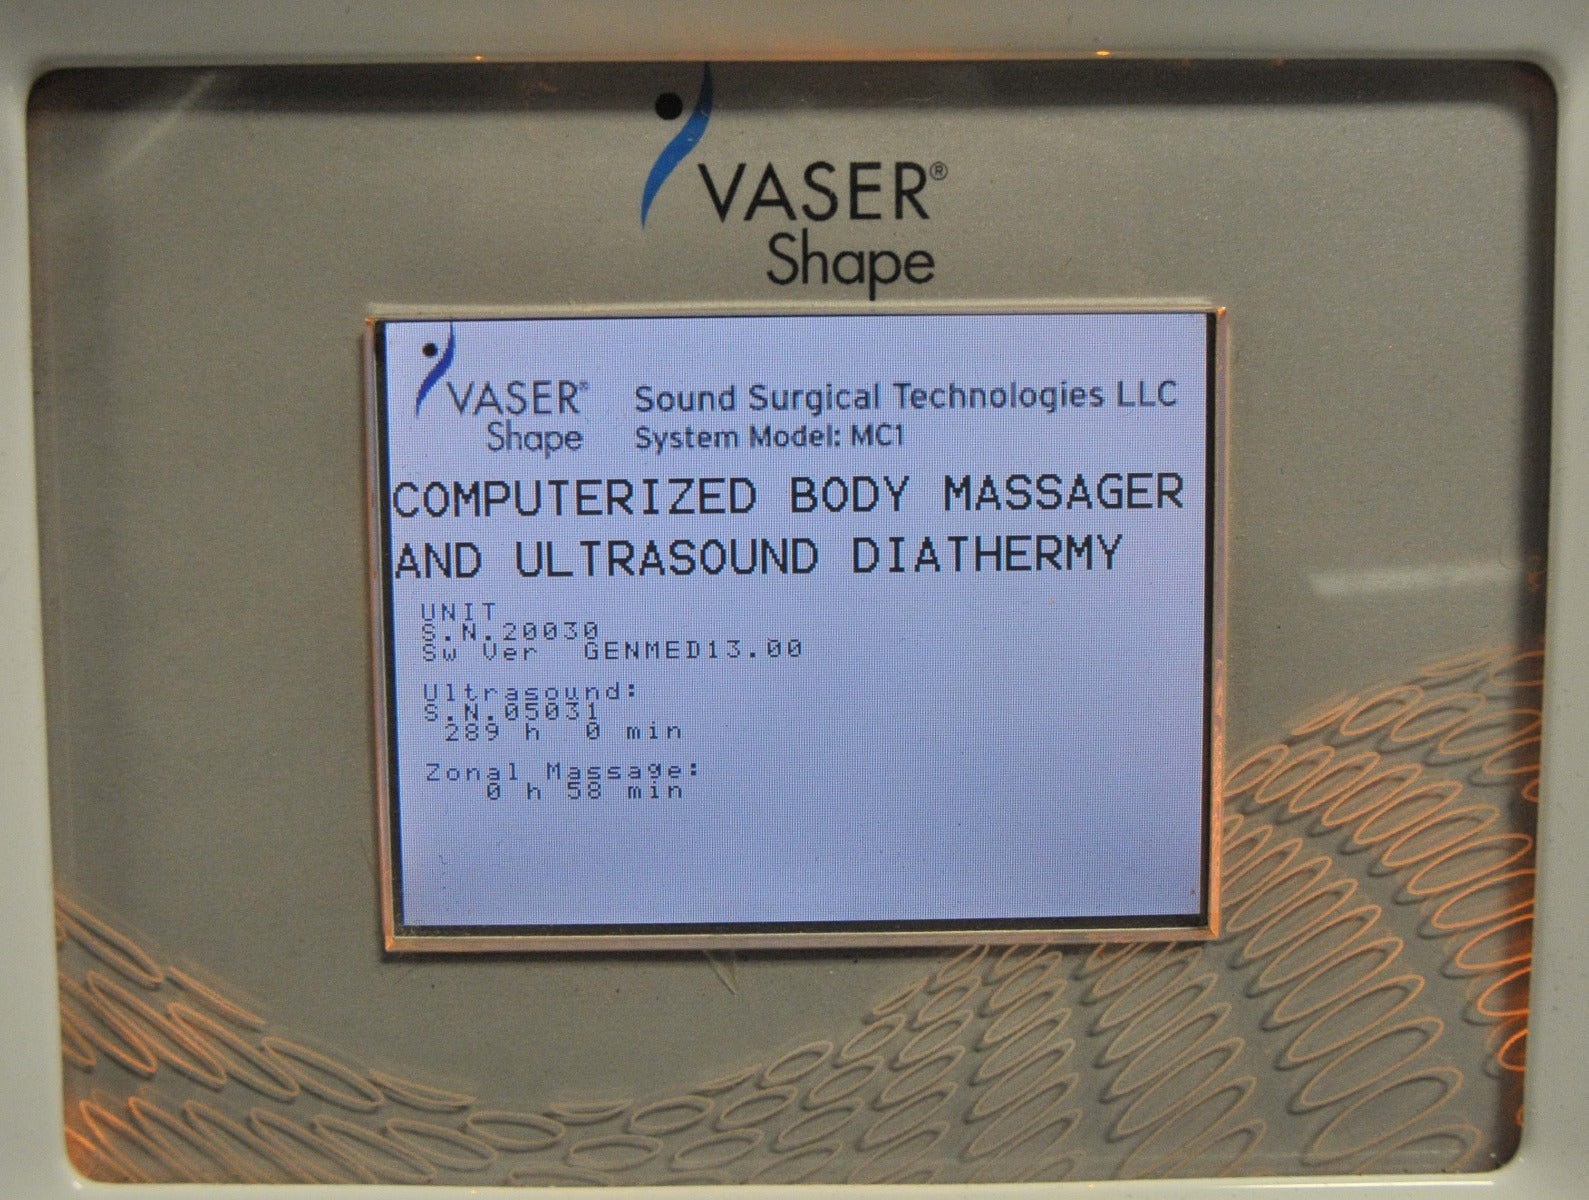 VASER®
Shape
VASER®
Shape
Sound Surgical Technologies LLC
System Model: MC1
COMPUTERIZED BODY MASSAGER
AND ULTRASOUND DIATHERMY
UNIT
S.N.20030
Sw Ver GENMED13.00
Ultrasound:
S.N.05031
289 h 0 min
Zonal Massage:
0 h 58 min